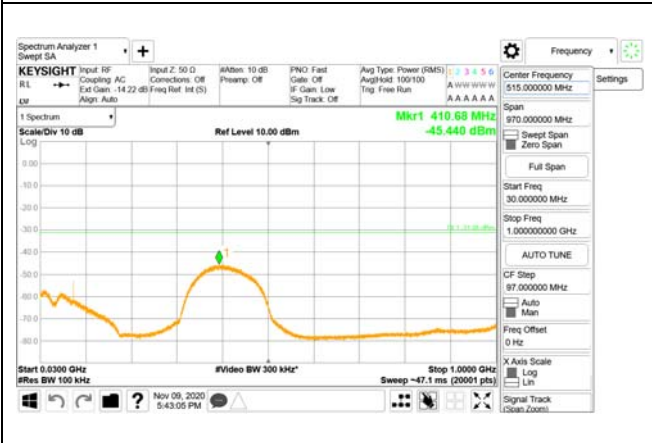 Spectrum Analyzer 1
Swept SA
Frequency
KEYSIGHT
RL
Input: RF
Coupling: AC
Ext Gain: -14.22 dB
Align: Auto
Input Z: 50 Ω
Corrections: Off
Freq Ref: Int (S)
#Atten: 10 dB
Preamp: Off
PNO: Fast
Gate: Off
IF Gain: Low
Sig Track: Off
Avg Type: Power (RMS)
Avg|Hold: 100/100
Trig: Free Run
1 2 3 4 5 6
A W W W W W
A A A A A A
Center Frequency
515.000000 MHz
Settings
1 Spectrum
Scale/Div 10 dB
Ref Level 10.00 dBm
Mkr1 410.68 MHz
-45.440 dBm
Span
970.000000 MHz
Swept Span
Zero Span
Log
0.00
-10.0
-20.0
-30.0
-40.0
-50.0
-60.0
-70.0
-80.0
1
Full Span
Start Freq
30.000000 MHz
Stop Freq
1.000000000 GHz
AUTO TUNE
CF Step
97.000000 MHz
Auto
Man
Freq Offset
0 Hz
X Axis Scale
Log
Lin
Signal Track
(Span Zoom)
Start 0.0300 GHz
#Res BW 100 kHz
#Video BW 300 kHz*
Stop 1.0000 GHz
Sweep ~47.1 ms (20001 pts)
?
Nov 09, 2020
5:43:05 PM